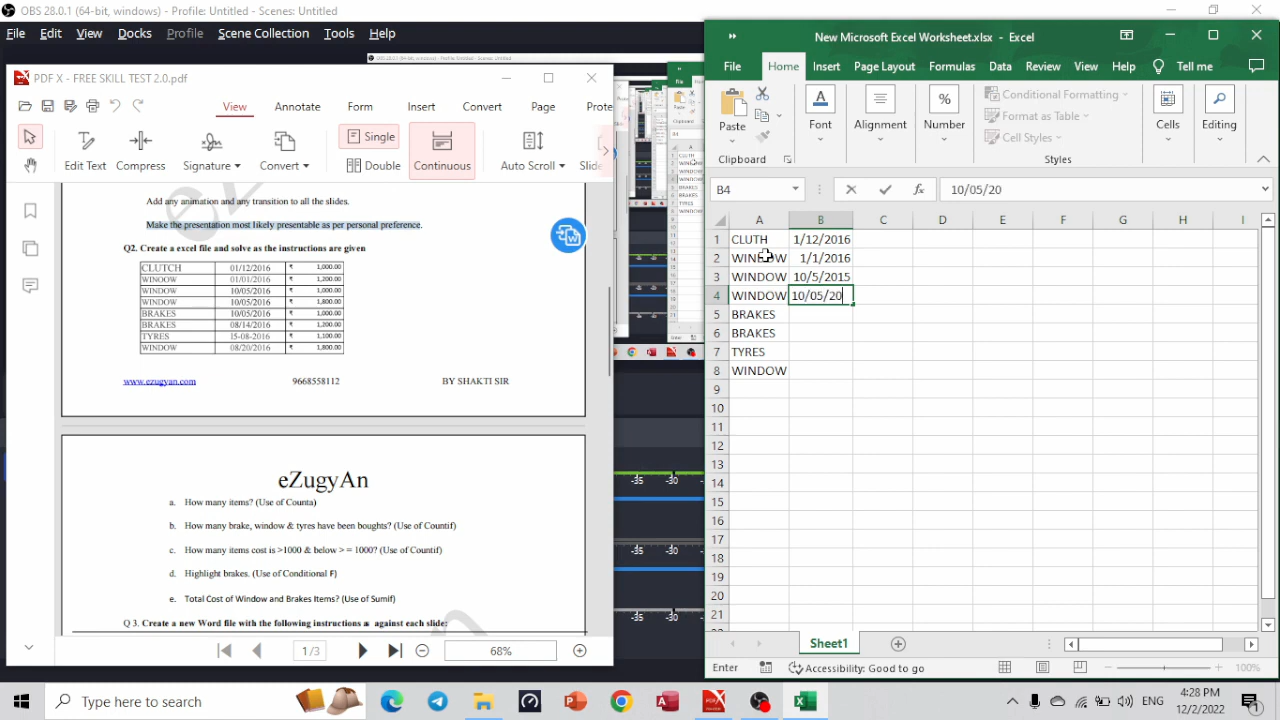 OBS 28.0.1 (64-bit, windows) - Profile: Untitled - Scenes: Untitled
File Edit View Docks Profile Scene Collection Tools Help
PDF X - FREE SKILL TEST 2.0.pdf
View Annotate Form Insert Convert Page Prote
Edit Text Compress Signature Convert Single Double Continuous Auto Scroll Slide
Add any animation and any transition to all the slides.
Make the presentation most likely presentable as per personal preference.
Q2. Create a excel file and solve as the instructions are given
CLUTCH 01/12/2016 ₹ 1,000.00
WINOOW 01/01/2016 ₹ 1,200.00
WINDOW 10/05/2016 ₹ 1,000.00
WINDOW 10/05/2016 ₹ 1,800.00
BRAKES 10/05/2016 ₹ 1,000.00
BRAKES 08/14/2016 ₹ 1,200.00
TYRES 15-08-2016 ₹ 1,100.00
WINDOW 08/20/2016 ₹ 1,800.00
www.ezugyan.com 9668558112 BY SHAKTI SIR
eZugyAn
a. How many items? (Use of Counta)
b. How many brake, window & tyres have been boughts? (Use of Countif)
c. How many items cost is >1000 & below > = 1000? (Use of Countif)
d. Highlight brakes. (Use of Conditional F)
e. Total Cost of Window and Brakes Items? (Use of Sumif)
Q 3. Create a new Word file with the following instructions as against each slide:
1/3 68%
-35 -30
-35 -30
-35 -30
New Microsoft Excel Worksheet.xlsx - Excel
File Home Insert Page Layout Formulas Data Review View Help Tell me
Paste Font Alignment Number Conditional Formatting Format as Table Cell Styles Cells Editing
Clipboard Styles
B4 fx 10/05/20
A B C D E F G H I
1 CLUTH 1/12/2016
2 WINDOW 1/1/2016
3 WINDOW 10/5/2015
4 WINDOW 10/05/20
5 BRAKES
6 BRAKES
7 TYRES
8 WINDOW
9
10
11
12
13
14
15
16
17
18
19
20
21
Sheet1
Enter Accessibility: Good to go 100%
Type here to search
ENG 4:28 PM
12/2/2022 1